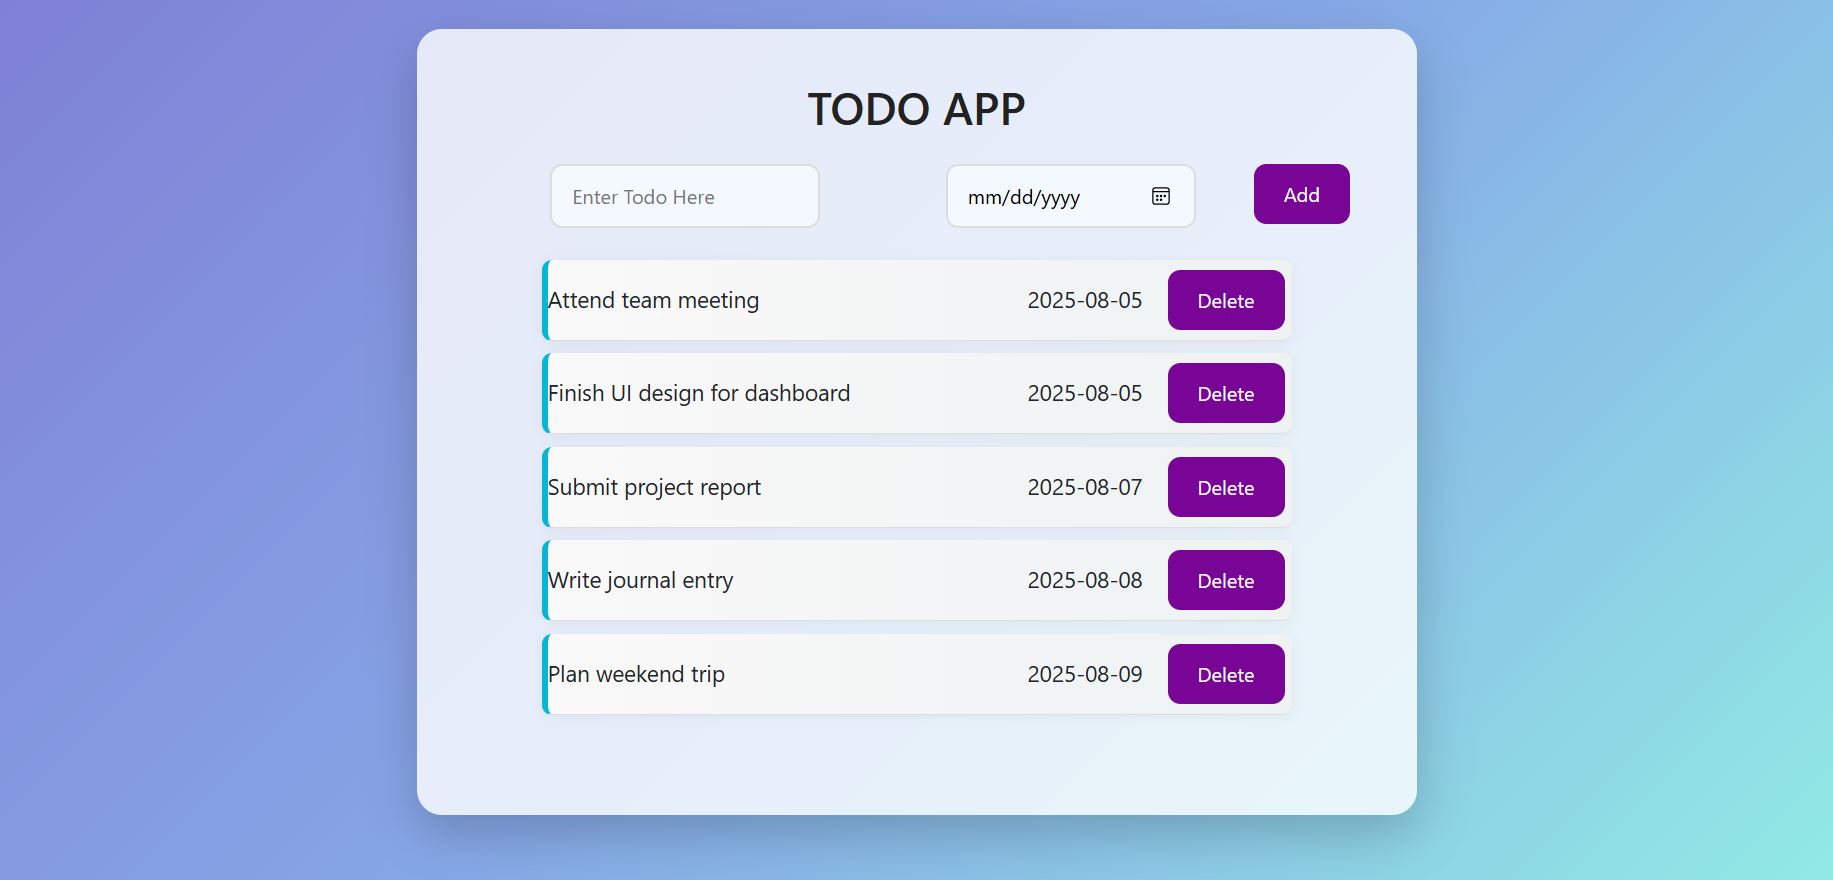 TODO APP
Enter Todo Here mm/dd/yyyy Add
Attend team meeting 2025-08-05 Delete
Finish UI design for dashboard 2025-08-05 Delete
Submit project report 2025-08-07 Delete
Write journal entry 2025-08-08 Delete
Plan weekend trip 2025-08-09 Delete